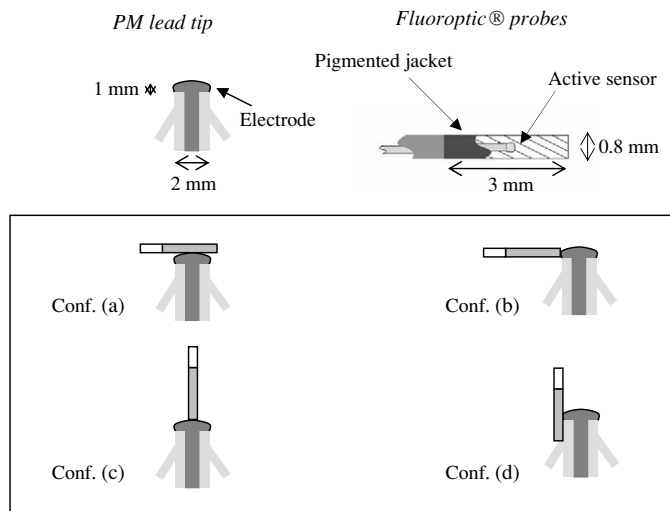 PM lead tip
Fluoroptic® probes
Pigmented jacket
Active sensor
1 mm
Electrode
0.8 mm
2 mm
3 mm
Conf. (a)
Conf. (b)
Conf. (c)
Conf. (d)